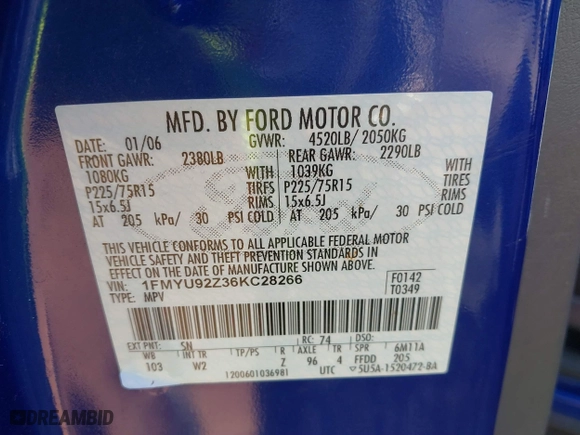 MFD. BY FORD MOTOR CO.
DATE: 01/06 GVWR: 4520LB/ 2050KG
FRONT GAWR: 2380LB REAR GAWR: 2290LB
1080KG WITH 1039KG WITH
P225/75R15 TIRES P225/75R15 TIRES
15x6.5J RIMS 15x6.5J RIMS
AT 205 kPa/ 30 PSI COLD AT 205 kPa/ 30 PSI COLD
THIS VEHICLE CONFORMS TO ALL APPLICABLE FEDERAL MOTOR
VEHICLE SAFETY AND THEFT PREVENTION STANDARDS IN
EFFECT ON THE DATE OF MANUFACTURE SHOWN ABOVE.
VIN: 1FMYU92Z36KC28266 F0142
TYPE: MPV T0349
EXT PNT: SN RC: 74 DSO:
WB INT TR TP/PS R AXLE TR SPR 6M11A
103 W2 Z 96 4 FFDD 205
1200601036981 UTC 5U5A-1520472-BA
DREAMBID